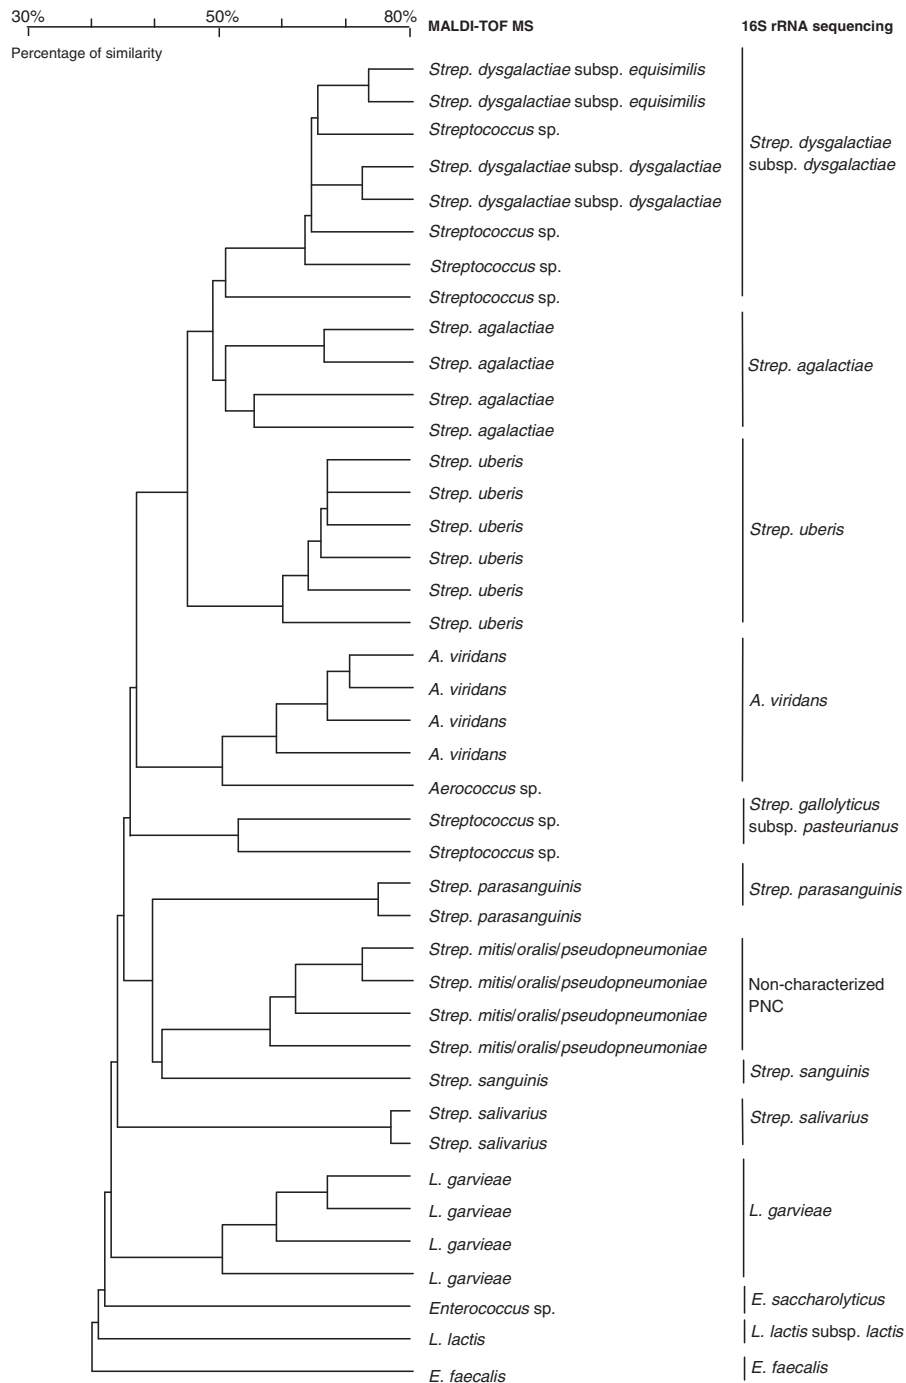 30% 50% 80%
MALDI-TOF MS 16S rRNA sequencing
Percentage of similarity
Strep. dysgalactiae subsp. equisimilis
Strep. dysgalactiae subsp. equisimilis
Streptococcus sp.
Strep. dysgalactiae
subsp. dysgalactiae
Strep. dysgalactiae subsp. dysgalactiae
Strep. dysgalactiae subsp. dysgalactiae
Streptococcus sp.
Streptococcus sp.
Streptococcus sp.
Strep. agalactiae
Strep. agalactiae
Strep. agalactiae
Strep. agalactiae
Strep. agalactiae
Strep. uberis
Strep. uberis
Strep. uberis
Strep. uberis
Strep. uberis
Strep. uberis
Strep. uberis
A. viridans
A. viridans
A. viridans
A. viridans
A. viridans
Aerococcus sp.
Strep. gallolyticus
subsp. pasteurianus
Streptococcus sp.
Streptococcus sp.
Strep. parasanguinis
Strep. parasanguinis
Strep. parasanguinis
Strep. mitis/oralis/pseudopneumoniae
Strep. mitis/oralis/pseudopneumoniae
Non-characterized
PNC
Strep. mitis/oralis/pseudopneumoniae
Strep. mitis/oralis/pseudopneumoniae
Strep. sanguinis
Strep. sanguinis
Strep. salivarius
Strep. salivarius
Strep. salivarius
L. garvieae
L. garvieae
L. garvieae
L. garvieae
L. garvieae
Enterococcus sp.
E. saccharolyticus
L. lactis
L. lactis subsp. lactis
E. faecalis
E. faecalis